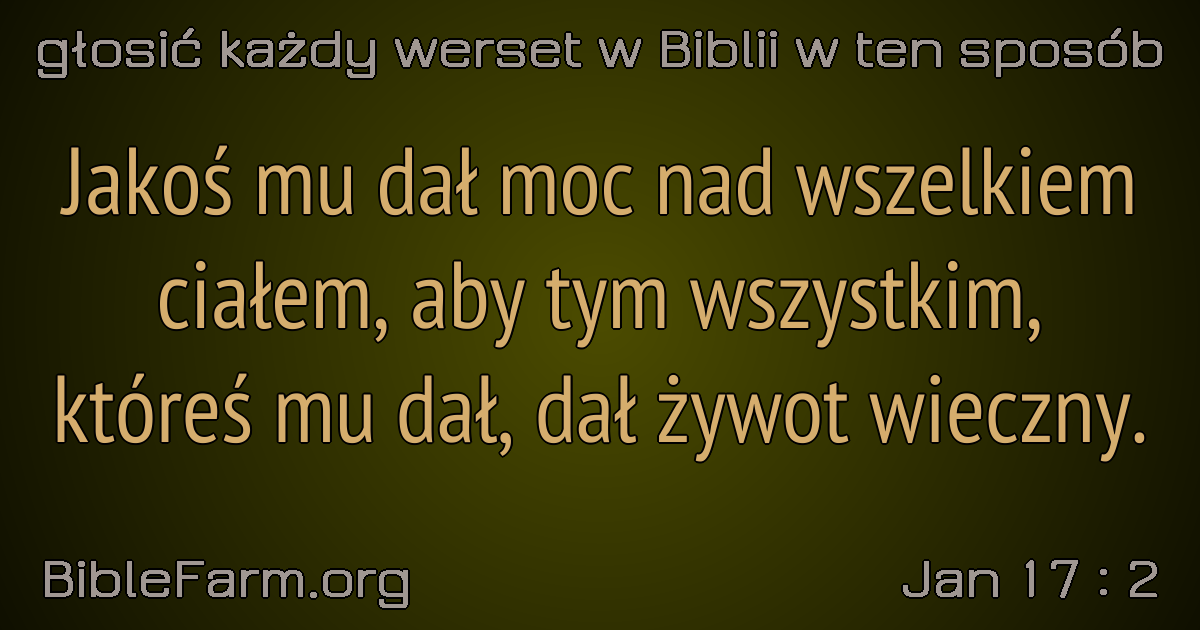 głosić każdy werset w Biblii w ten sposób
Jakoś mu dał moc nad wszelkiem
ciałem, aby tym wszystkim,
któreś mu dał, dał żywot wieczny.
BibleFarm.org
Jan 17 : 2